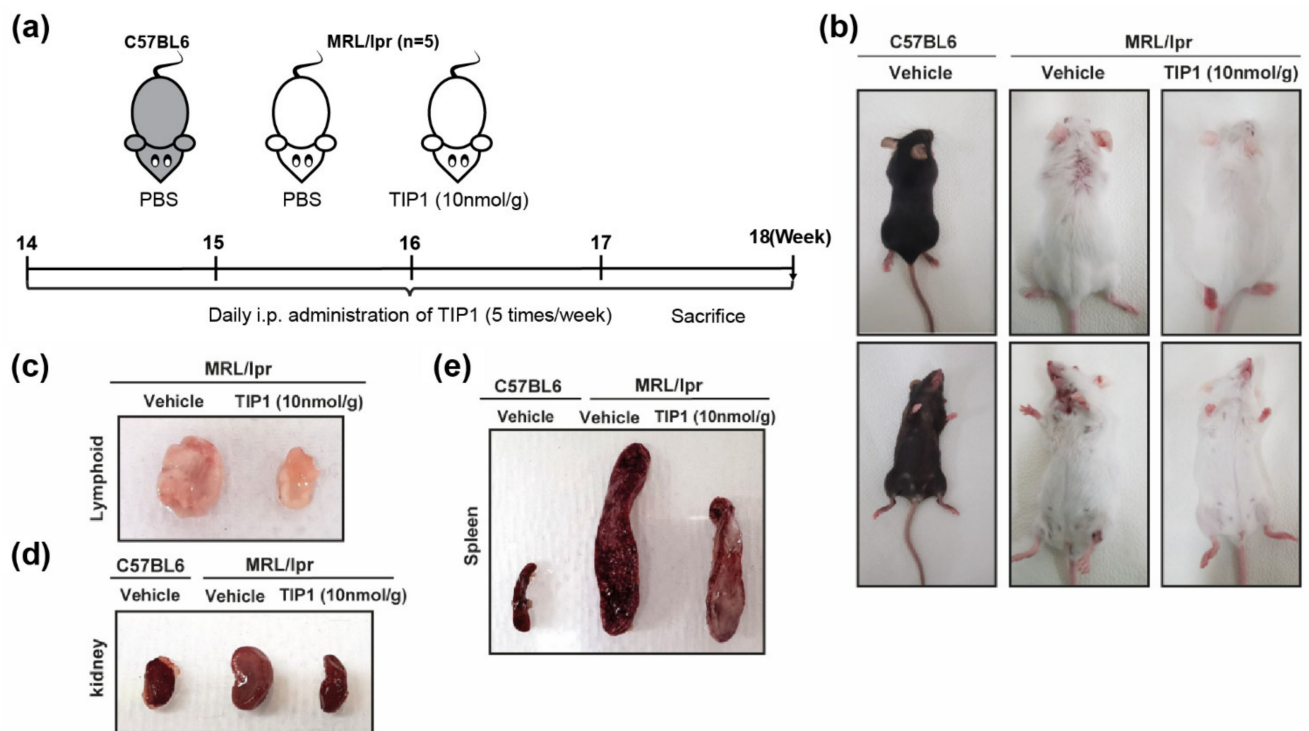 (a)
C57BL6 MRL/lpr (n=5)
PBS PBS TIP1 (10nmol/g)
14 15 16 17 18(Week)
Daily i.p. administration of TIP1 (5 times/week) Sacrifice
(b)
C57BL6 MRL/lpr
Vehicle Vehicle TIP1 (10nmol/g)
(c)
MRL/lpr
Vehicle TIP1 (10nmol/g)
Lymphoid
(d)
C57BL6 MRL/lpr
Vehicle Vehicle TIP1 (10nmol/g)
kidney
(e)
C57BL6 MRL/lpr
Vehicle Vehicle TIP1 (10nmol/g)
Spleen